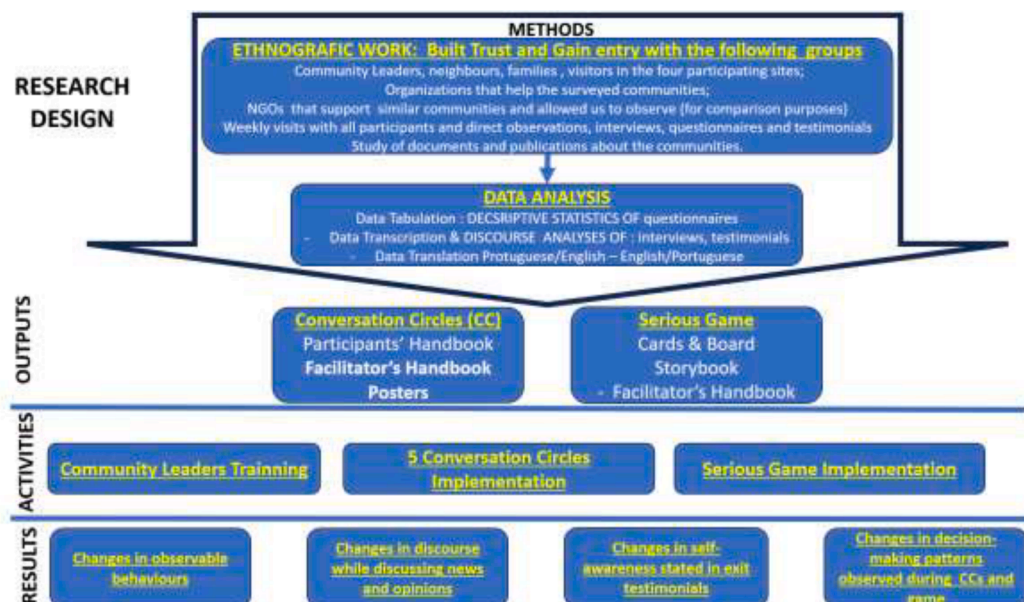 METHODS
RESEARCH
DESIGN
ETHNOGRAFIC WORK: Built Trust and Gain entry with the following groups
Community Leaders, neighbours, families , visitors in the four participating sites;
Organizations that help the surveyed communities;
NGOs that support similar communities and allowed us to observe (for comparison purposes)
Weekly visits with all participants and direct observations, interviews, questionnaires and testimonials
Study of documents and publications about the communities.
DATA ANALYSIS
Data Tabulation : DECSRIPTIVE STATISTICS OF questionnaires
- Data Transcription & DISCOURSE ANALYSES OF : interviews, testimonials
- Data Translation Protuguese/English – English/Portuguese
OUTPUTS
Conversation Circles (CC)
Participants' Handbook
Facilitator's Handbook
Posters
Serious Game
Cards & Board
Storybook
- Facilitator's Handbook
ACTIVITIES
Community Leaders Trainning
5 Conversation Circles
Implementation
Serious Game Implementation
RESULTS
Changes in observable
behaviours
Changes in discourse
while discussing news
and opinions
Changes in self-
awareness stated in exit
testimonials
Changes in decision-
making patterns
observed during CCs and
game